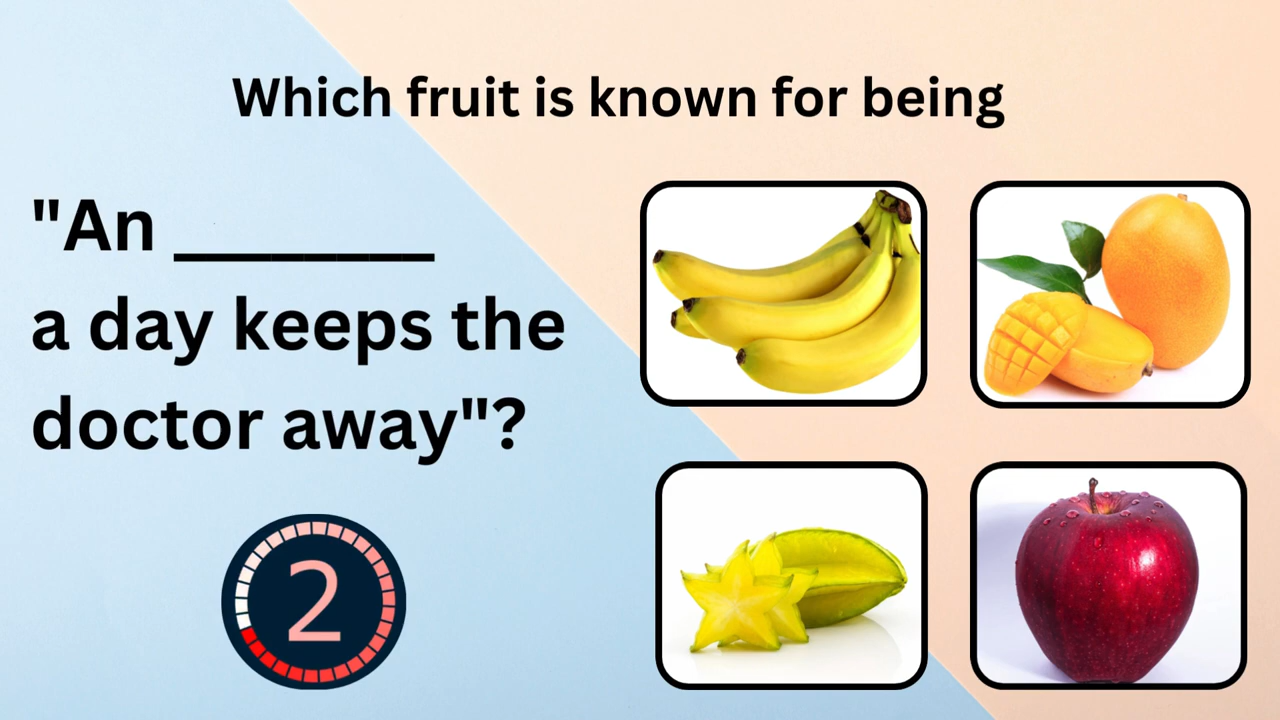 Which fruit is known for being
"An ________
a day keeps the
doctor away"?
2